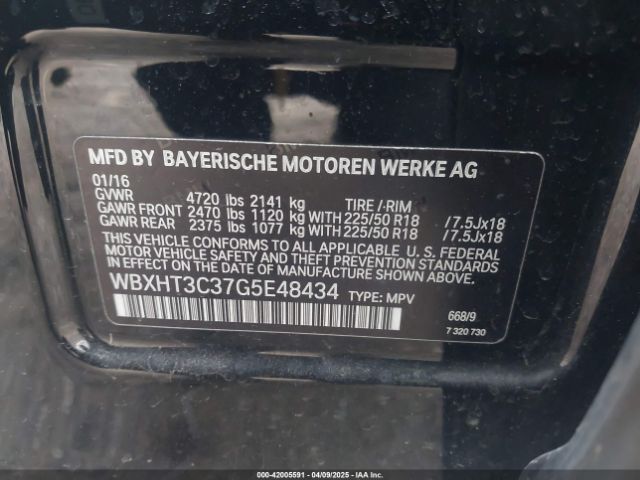 MFD BY BAYERISCHE MOTOREN WERKE AG
01/16
GVWR 4720 lbs 2141 kg TIRE /-RIM
GAWR FRONT 2470 lbs 1120 kg WITH 225/50 R18 /7.5Jx18
GAWR REAR 2375 lbs 1077 kg WITH 225/50 R18 /7.5Jx18
THIS VEHICLE CONFORMS TO ALL APPLICABLE U. S. FEDERAL
MOTOR VEHICLE SAFETY AND THEFT PREVENTION STANDARDS
IN EFFECT ON THE DATE OF MANUFACTURE SHOWN ABOVE.
WBXHT3C37G5E48434 TYPE: MPV
668/9
7 320 730
000-42005591 - 04/09/2025 - IAAI.COM